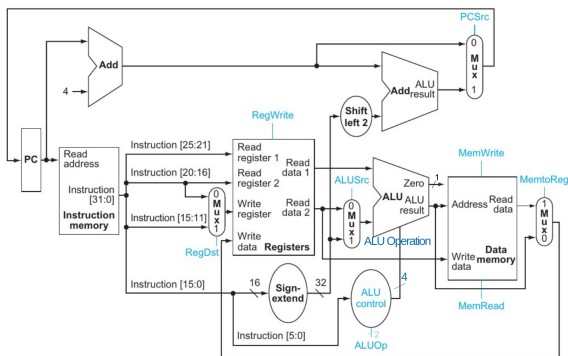 PCSrc
Add
4
Add
ALU
result
0
M
u
x
1
Shift
left 2
RegWrite
PC
Read
address
Instruction
[31:0]
Instruction
memory
Instruction [25:21]
Instruction [20:16]
Instruction [15:11]
0
M
u
x
1
RegDst
Read
register 1
Read
register 2
Write
register
Write
data
Read
data 1
Read
data 2
Registers
ALUSrc
0
M
u
x
1
ALU
Zero
ALU
result
1
ALU Operation
MemWrite
Address
Read
data
Write
data
Data
memory
MemRead
MemtoReg
1
M
u
x
0
Instruction [15:0]
16
Sign-
extend
32
ALU
control
4
Instruction [5:0]
2
ALUOp